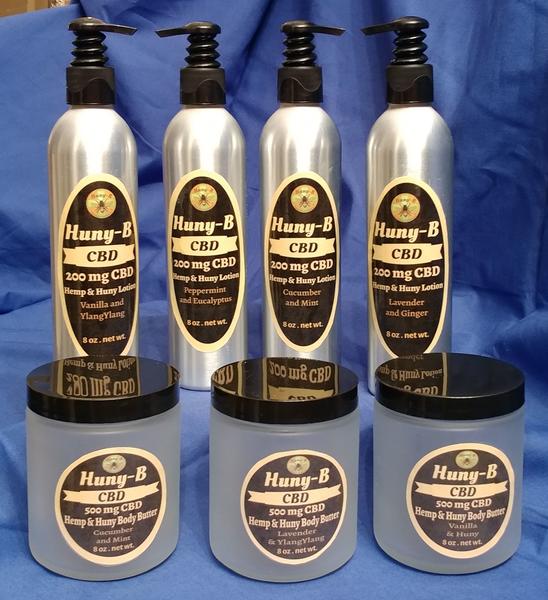 Huny-B
Huny-B
CBD
200 mg CBD
Hemp & Huny Lotion
Vanilla and
YlangYlang
8 oz . net wt.
Huny-B
Huny-B
CBD
200 mg CBD
Hemp & Huny Lotion
Peppermint
and Eucalyptus
8 oz . net wt.
Huny-B
Huny-B
CBD
200 mg CBD
Hemp & Huny Lotion
Cucumber
and Mint
8 oz . net wt.
Huny-B
Huny-B
CBD
200 mg CBD
Hemp & Huny Lotion
Lavender
and Ginger
8 oz . net wt.
Huny-B
CBD
500 mg CBD
Hemp & Huny Body Butter
Cucumber
and Mint
8 oz . net wt.
Huny-B
CBD
500 mg CBD
Hemp & Huny Body Butter
Lavender
& YlangYlang
8 oz . net wt.
Huny-B
CBD
500 mg CBD
Hemp & Huny Body Butter
Vanilla
& Huny
8 oz . net wt.